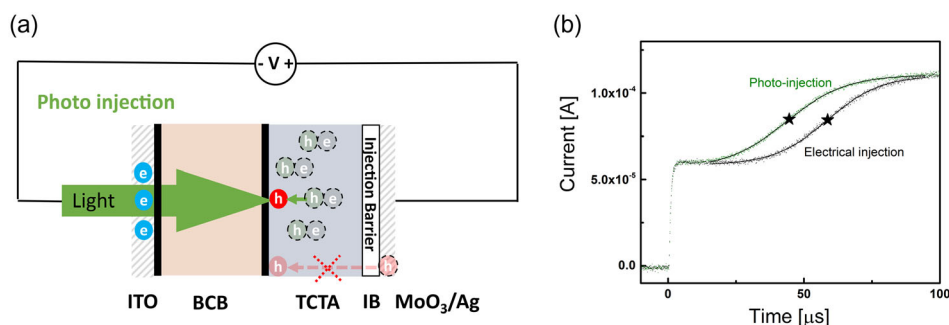 (a)
- V +
Photo injection
h e
h e
e
e
Light
h
h e
h e
e
h
h
Injection Barrier
ITO BCB TCTA IB MoO₃/Ag
(b)
Photo-injection
Electrical injection
Current [A]
1.0x10⁻⁴
5.0x10⁻⁵
0.0
0 50 100
Time [µs]